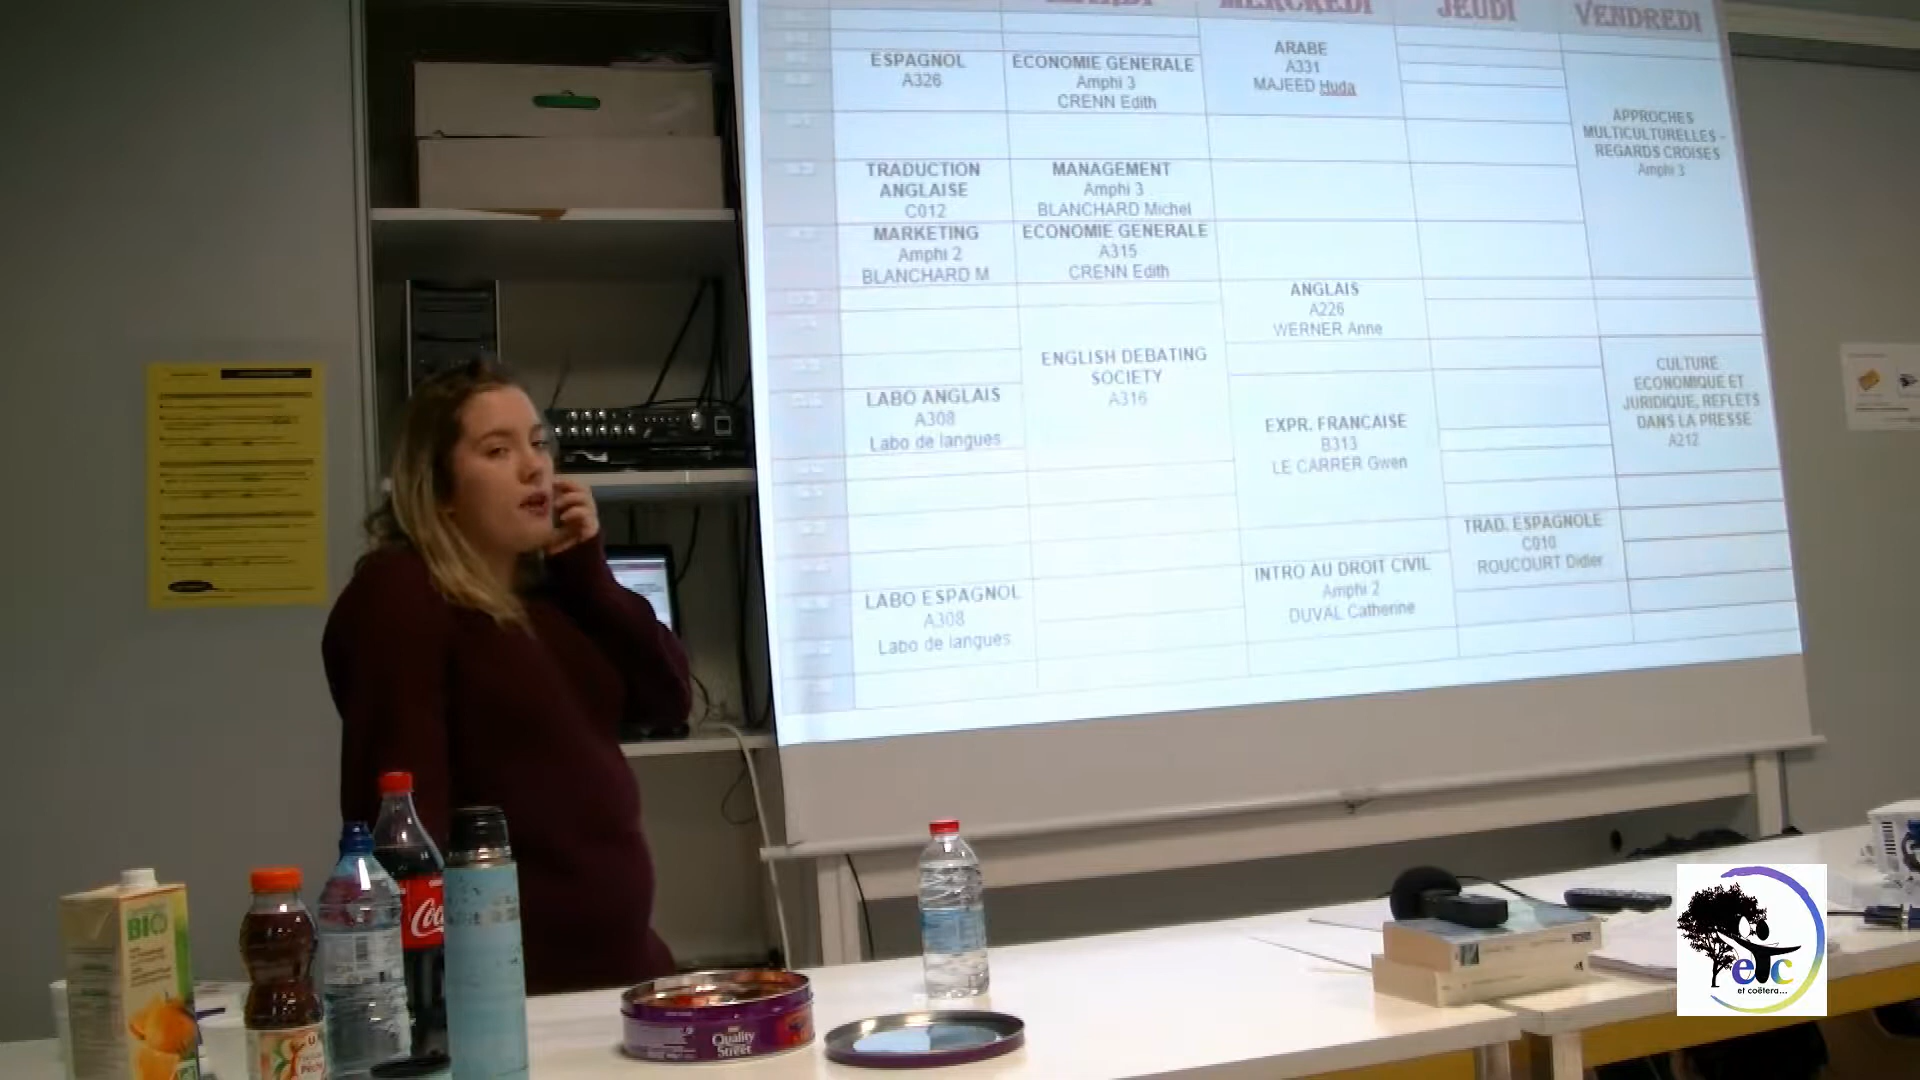 MARDI
MERCREDI
JEUDI
VENDREDI
ESPAGNOL
A326
TRADUCTION
ANGLAISE
C012
MARKETING
Amphi 2
BLANCHARD M
LABO ANGLAIS
A308
Labo de langues
LABO ESPAGNOL
A308
Labo de langues
ECONOMIE GENERALE
Amphi 3
CRENN Edith
MANAGEMENT
Amphi 3
BLANCHARD Michel
ECONOMIE GENERALE
A315
CRENN Edith
ENGLISH DEBATING
SOCIETY
A316
ARABE
A331
MAJEED Huda
ANGLAIS
A226
WERNER Anne
EXPR. FRANCAISE
B313
LE CARRER Gwen
INTRO AU DROIT CIVIL
Amphi 2
DUVAL Catherine
TRAD. ESPAGNOLE
C010
ROUCOURT Didier
APPROCHES
MULTICULTURELLES -
REGARDS CROISES
Amphi 3
CULTURE
ECONOMIQUE ET
JURIDIQUE, REFLETS
DANS LA PRESSE
A212
BIO
Coca
Quality
Street
etc
et coëtera...